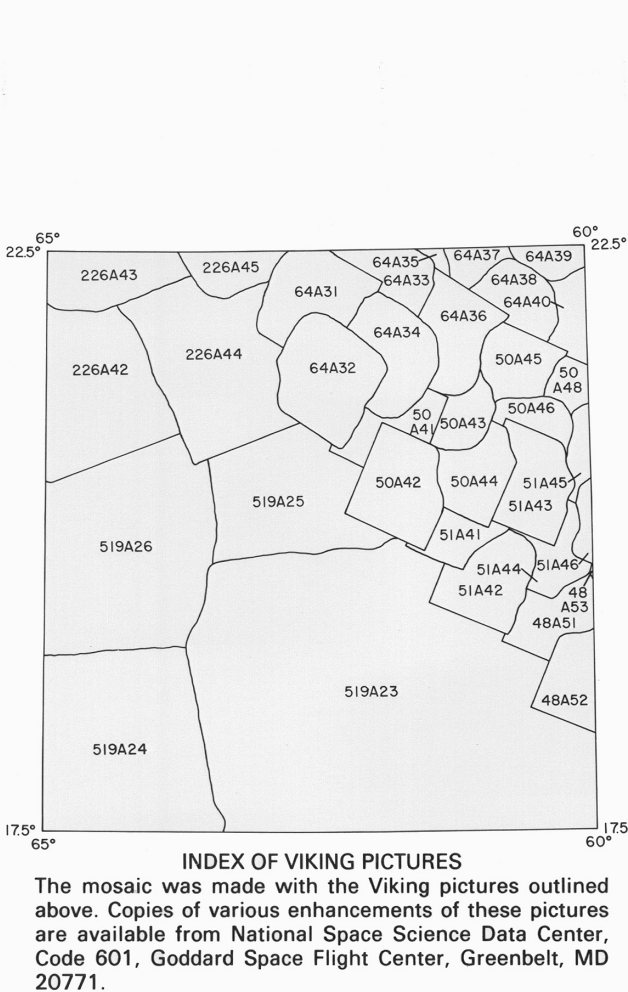 65°
60°
22.5°
22.5°
226A43
226A45
64A35
64A37
64A39
64A33
64A38
64A31
64A40
64A36
64A34
226A42
226A44
64A32
50A45
50
A48
50
A41
50A43
50A46
50A42
50A44
51A45
51A43
519A25
519A26
51A41
51A46
51A44
51A42
48
A53
48A51
519A23
48A52
519A24
17.5°
17.5
65°
60°
INDEX OF VIKING PICTURES
The mosaic was made with the Viking pictures outlined
above. Copies of various enhancements of these pictures
are available from National Space Science Data Center,
Code 601, Goddard Space Flight Center, Greenbelt, MD
20771.